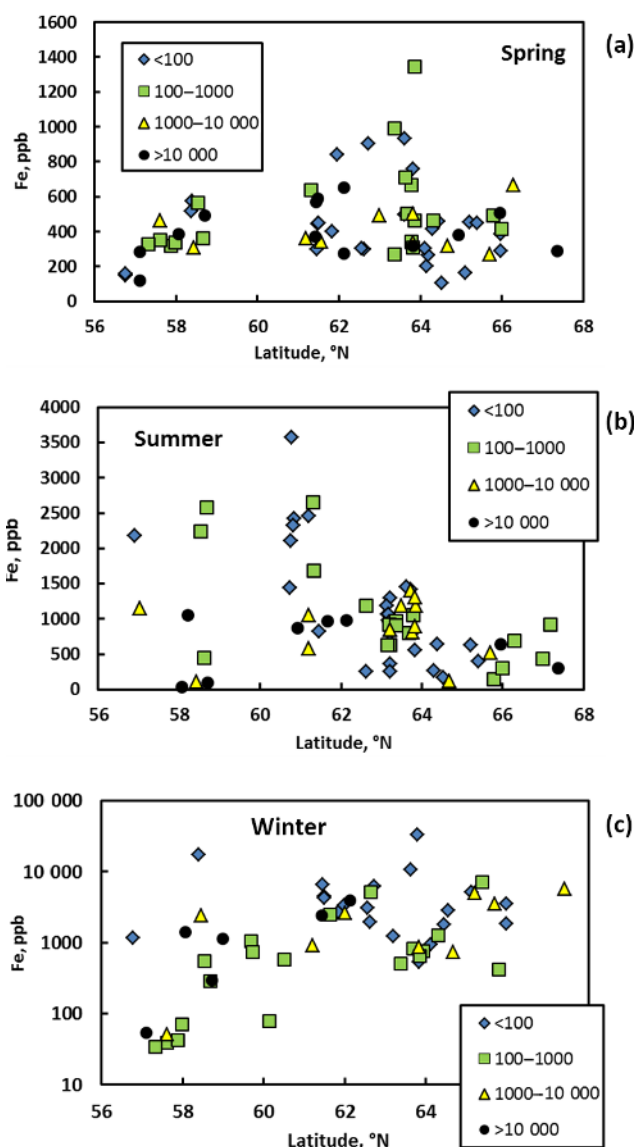 (a)
Spring
<100
100–1000
1000–10 000
>10 000
Fe, ppb
1600
1400
1200
1000
800
600
400
200
0
56 58 60 62 64 66 68
Latitude, °N
(b)
Summer
<100
100–1000
1000–10 000
>10 000
Fe, ppb
4000
3500
3000
2500
2000
1500
1000
500
0
56 58 60 62 64 66 68
Latitude, °N
(c)
Winter
Fe, ppb
100 000
10 000
1000
100
10
<100
100–1000
1000–10 000
>10 000
56 58 60 62 64 66 68
Latitude, °N